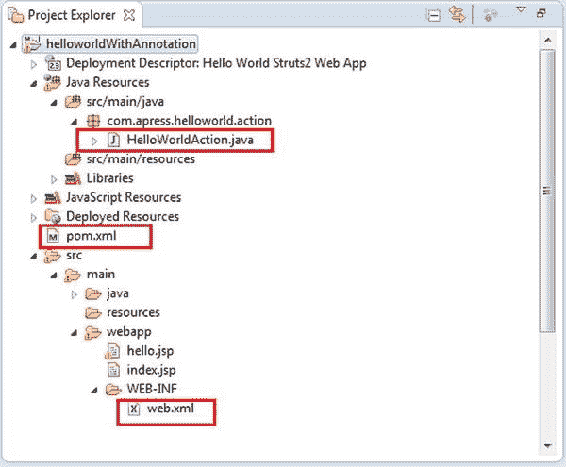 Project Explorer
helloworldWithAnnotation
Deployment Descriptor: Hello World Struts2 Web App
Java Resources
src/main/java
com.apress.helloworld.action
HelloWorldAction.java
src/main/resources
Libraries
JavaScript Resources
Deployed Resources
pom.xml
src
main
java
resources
webapp
hello.jsp
index.jsp
WEB-INF
web.xml